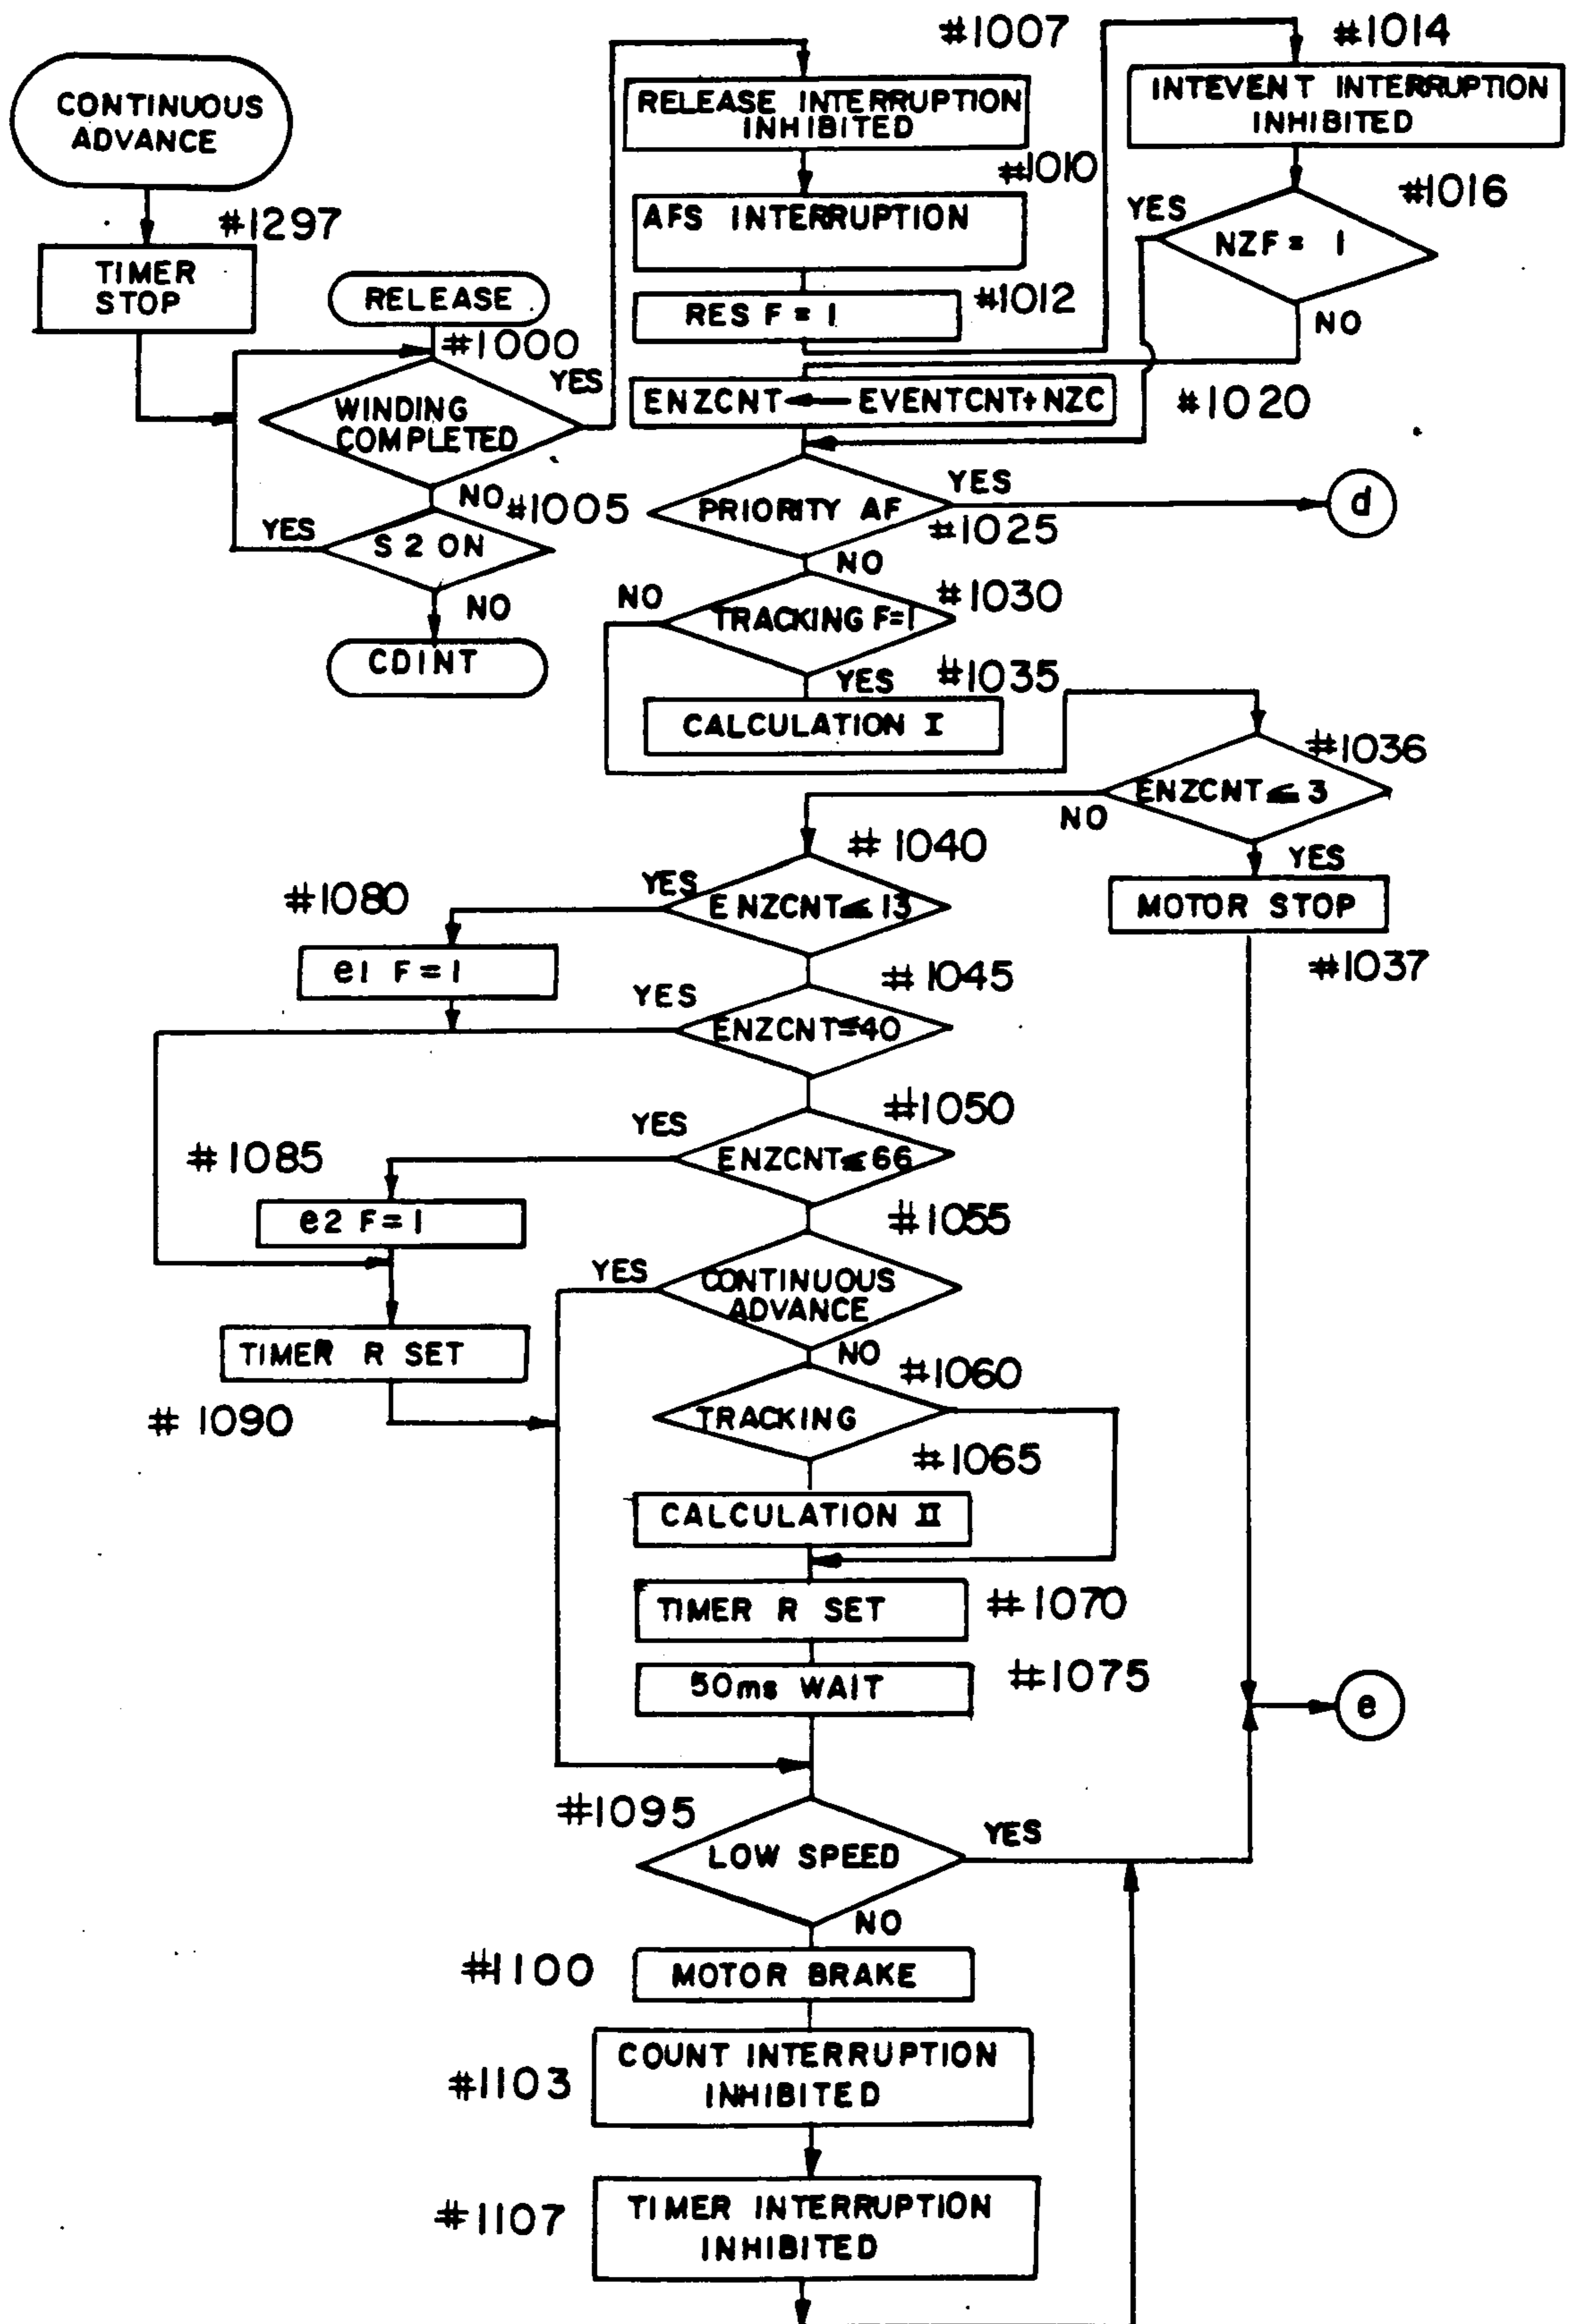 CONTINUOUS
ADVANCE
#1297
TIMER
STOP
RELEASE
#1000
WINDING
COMPLETED
YES
NO
#1005
S2 ON
YES
NO
CDINT
#1007
RELEASE INTERRUPTION
INHIBITED
#1010
AFS INTERRUPTION
#1012
RES F = 1
#1014
INTEVENT INTERRUPTION
INHIBITED
#1016
YES
NZF = 1
NO
ENZCNT ← EVENTCNT+NZC
#1020
PRIORITY AF
YES
#1025
d
NO
#1030
NO
TRACKING F=1
YES
#1035
CALCULATION I
#1036
ENZCNT ≤ 3
NO
YES
MOTOR STOP
#1037
#1040
YES
ENZCNT ≤ 13
#1080
e1 F = 1
#1045
YES
ENZCNT ≤ 40
#1050
YES
ENZCNT ≤ 66
#1085
e2 F = 1
#1055
YES
CONTINUOUS
ADVANCE
NO
TIMER R SET
#1090
#1060
TRACKING
#1065
CALCULATION II
TIMER R SET
#1070
50ms WAIT
#1075
e
#1095
LOW SPEED
YES
NO
#1100
MOTOR BRAKE
#1103
COUNT INTERRUPTION
INHIBITED
#1107
TIMER INTERRUPTION
INHIBITED